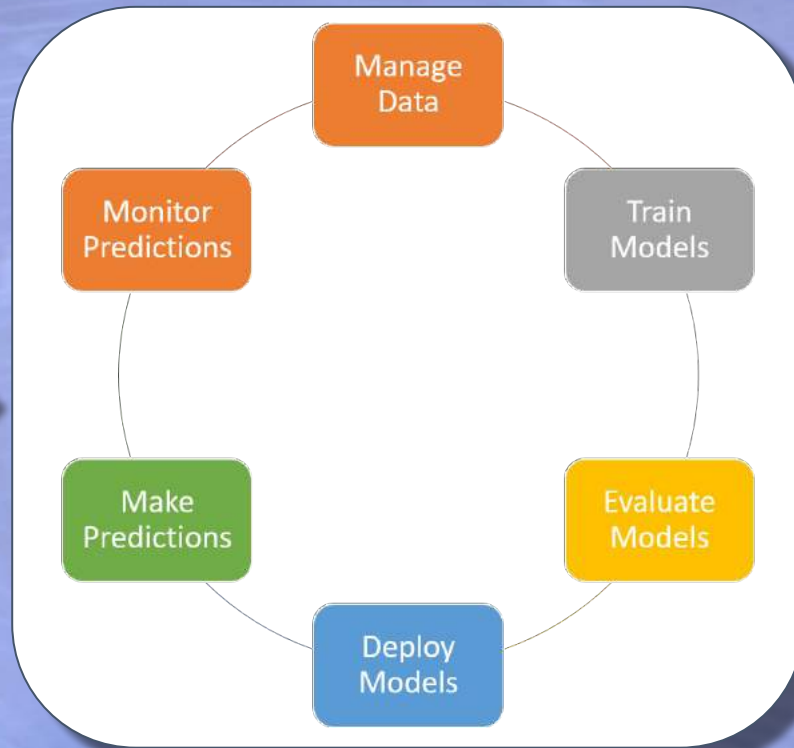 Manage
Data
Train
Models
Evaluate
Models
Deploy
Models
Make
Predictions
Monitor
Predictions